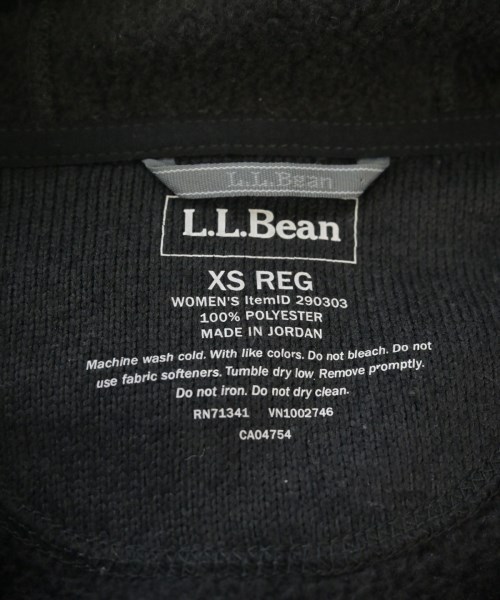 L.L.Bean
L.L.Bean
XS REG
WOMEN'S ItemID 290303
100% POLYESTER
MADE IN JORDAN
Machine wash cold. With like colors. Do not bleach. Do not
use fabric softeners. Tumble dry low Remove promptly.
Do not iron. Do not dry clean.
RN71341 VN1002746
CA04754